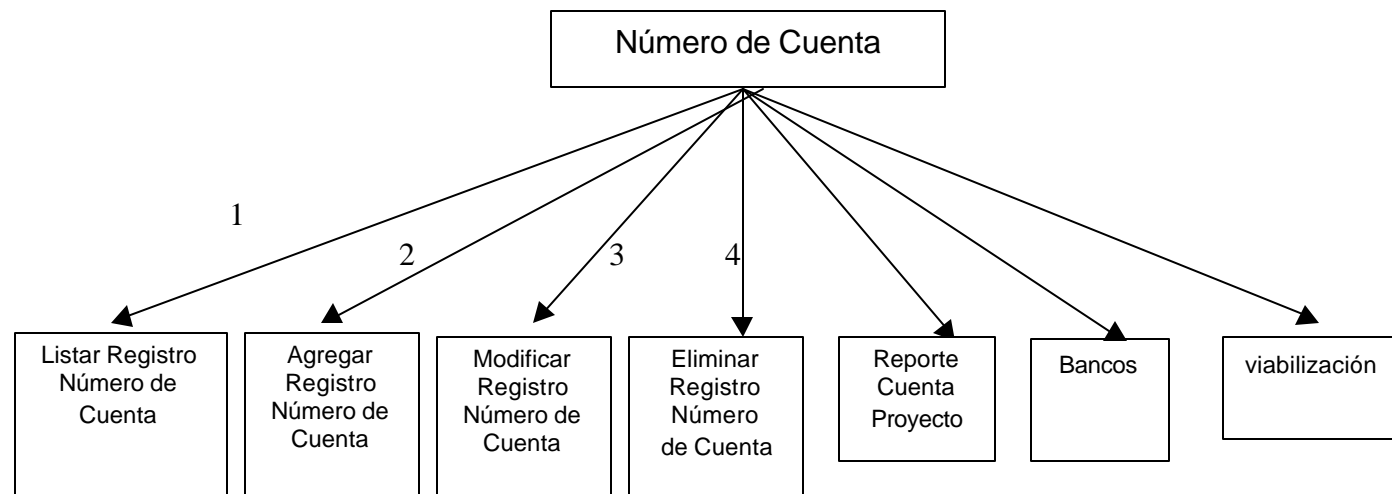 Número de Cuenta
1
2
3
4
Listar Registro
Número de
Cuenta
Agregar
Registro
Número de
Cuenta
Modificar
Registro
Número de
Cuenta
Eliminar
Registro
Número
de Cuenta
Reporte
Cuenta
Proyecto
Bancos
viabilización